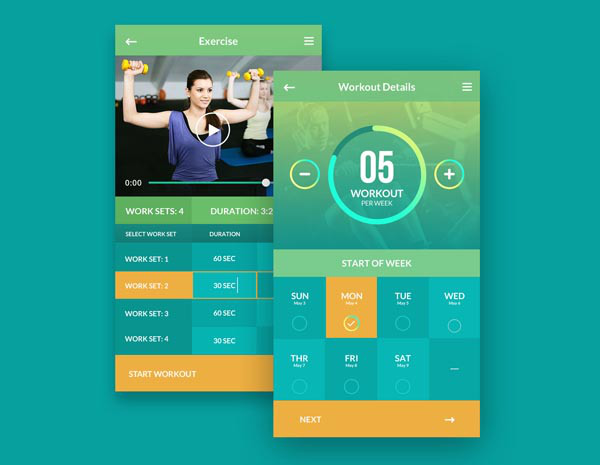 Exercise
0:00
WORK SETS: 4 DURATION: 3:2
SELECT WORK SET DURATION
WORK SET: 1 60 SEC
WORK SET: 2 30 SEC
WORK SET: 3 60 SEC
WORK SET: 4 30 SEC
START WORKOUT
Workout Details
05
WORKOUT
PER WEEK
START OF WEEK
SUN MON TUE WED
May 3 May 4 May 5 May 6
THR FRI SAT
May 7 May 8 May 9
NEXT